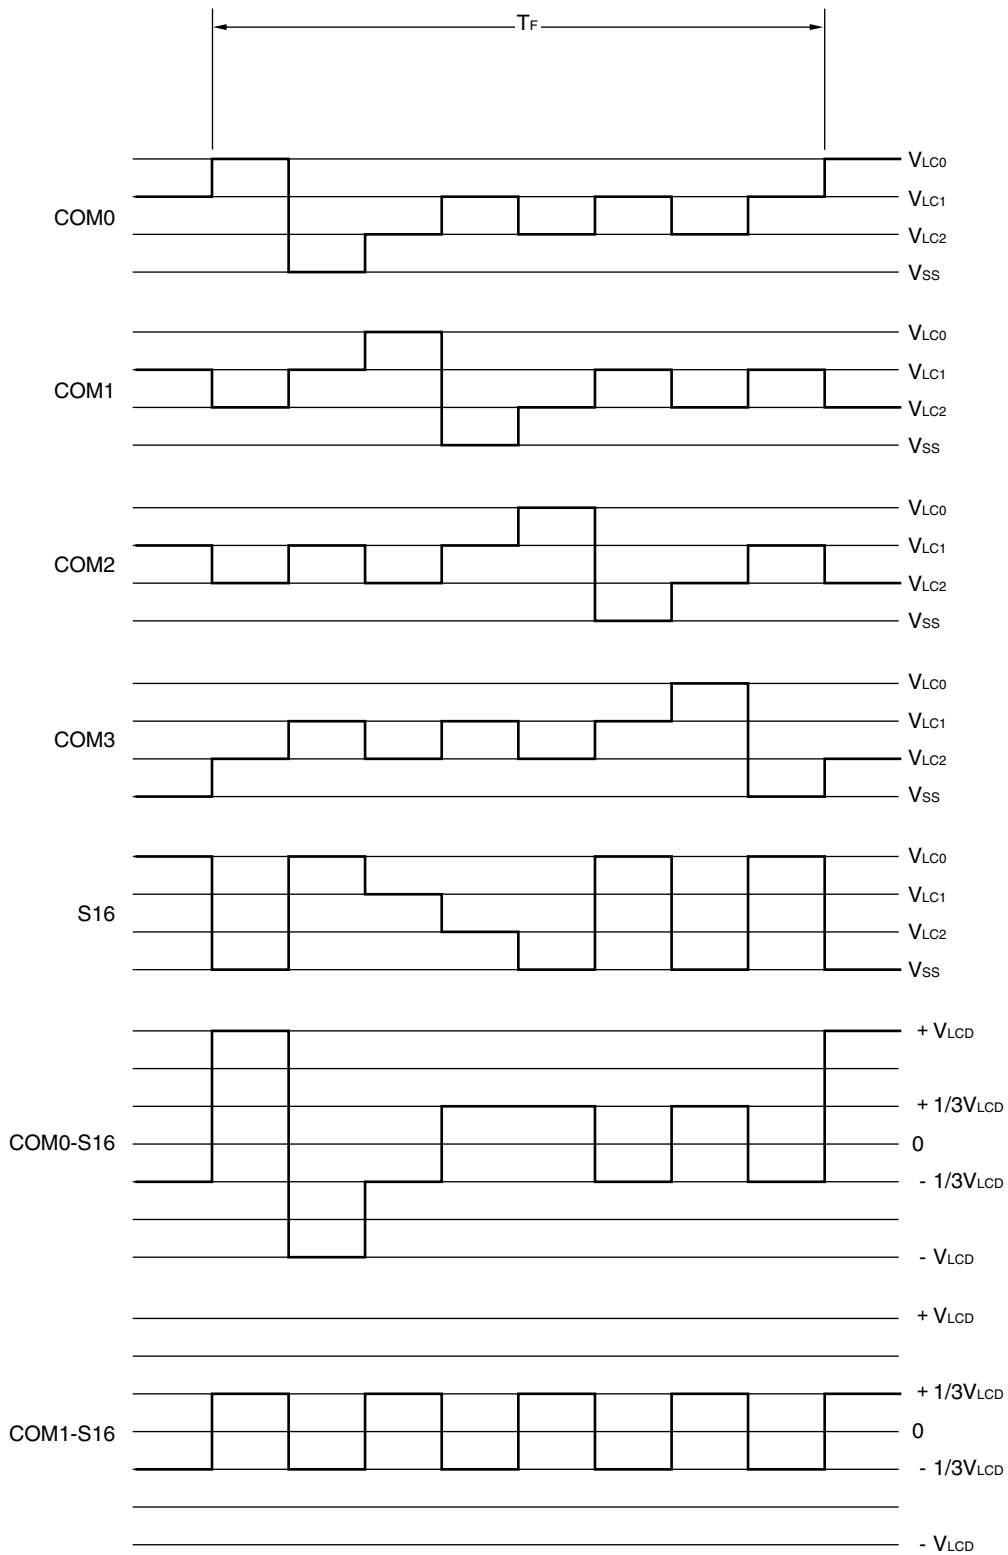 TF
VLC0
VLC1
COM0
VLC2
VSS
VLC0
VLC1
COM1
VLC2
VSS
VLC0
VLC1
COM2
VLC2
VSS
VLC0
VLC1
COM3
VLC2
VSS
VLC0
VLC1
S16
VLC2
VSS
+ VLCD
+ 1/3VLCD
COM0-S16
0
- 1/3VLCD
- VLCD
+ VLCD
+ 1/3VLCD
COM1-S16
0
- 1/3VLCD
- VLCD